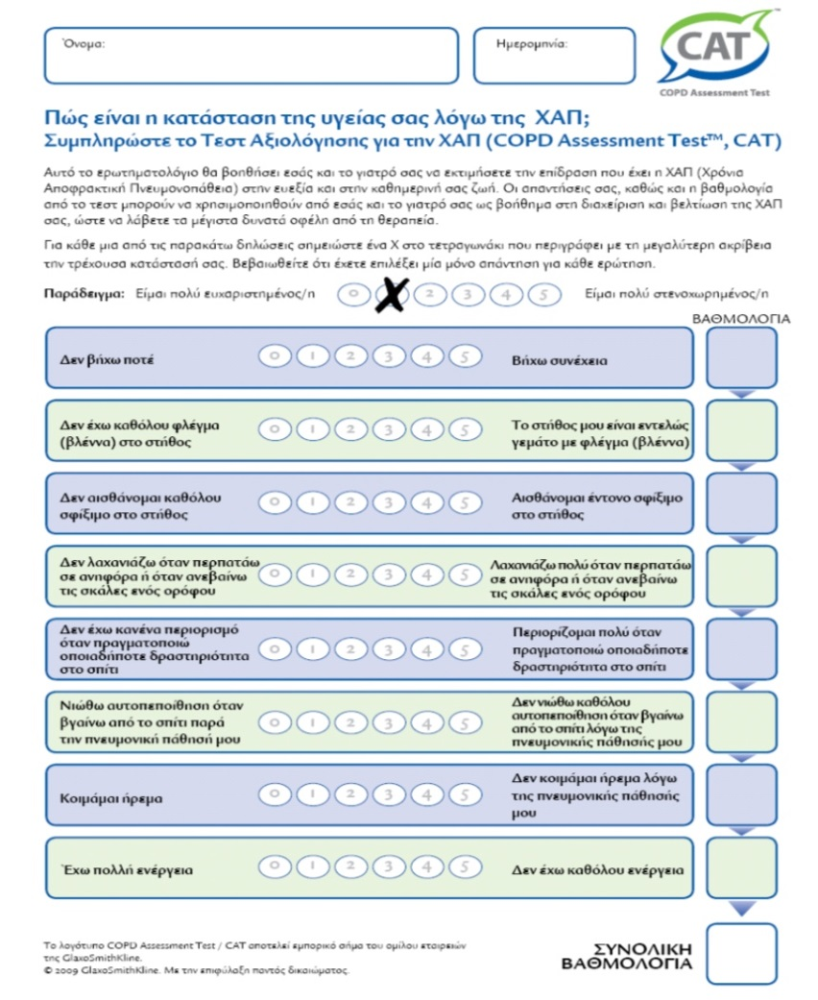 Όνομα:
Ημερομηνία:
CAT
TM
COPD Assessment Test
Πώς είναι η κατάσταση της υγείας σας λόγω της ΧΑΠ;
Συμπληρώστε το Τεστ Αξιολόγησης για την ΧΑΠ (COPD Assessment Test™, CAT)
Αυτό το ερωτηματολόγιο θα βοηθήσει εσάς και το γιατρό σας να εκτιμήσετε την επίδραση που έχει η ΧΑΠ (Χρόνια
Αποφρακτική Πνευμονοπάθεια) στην ευεξία και στην καθημερινή σας ζωή. Οι απαντήσεις σας, καθώς και η βαθμολογία
από το τεστ μπορούν να χρησιμοποιηθούν από εσάς και το γιατρό σας ως βοήθημα στη διαχείριση και βελτίωση της ΧΑΠ
σας, ώστε να λάβετε τα μέγιστα δυνατά οφέλη από τη θεραπεία.
Για κάθε μια από τις παρακάτω δηλώσεις σημειώστε ένα Χ στο τετραγωνάκι που περιγράφει με τη μεγαλύτερη ακρίβεια
την τρέχουσα κατάστασή σας. Βεβαιωθείτε ότι έχετε επιλέξει μία μόνο απάντηση για κάθε ερώτηση.
Παράδειγμα: Είμαι πολύ ευχαριστημένος/η 0 X 2 3 4 5 Είμαι πολύ στενοχωρημένος/η
ΒΑΘΜΟΛΟΓΙΑ
Δεν βήχω ποτέ 0 1 2 3 4 5 Βήχω συνέχεια
Δεν έχω καθόλου φλέγμα
(βλέννα) στο στήθος
0 1 2 3 4 5
Το στήθος μου είναι εντελώς
γεμάτο με φλέγμα (βλέννα)
Δεν αισθάνομαι καθόλου
σφίξιμο στο στήθος
0 1 2 3 4 5
Αισθάνομαι έντονο σφίξιμο
στο στήθος
Δεν λαχανιάζω όταν περπατάω
σε ανηφόρα ή όταν ανεβαίνω
τις σκάλες ενός ορόφου
0 1 2 3 4 5
Λαχανιάζω πολύ όταν περπατάω
σε ανηφόρα ή όταν ανεβαίνω
τις σκάλες ενός ορόφου
Δεν έχω κανένα περιορισμό
όταν πραγματοποιώ
οποιαδήποτε δραστηριότητα
στο σπίτι
0 1 2 3 4 5
Περιορίζομαι πολύ όταν
πραγματοποιώ οποιαδήποτε
δραστηριότητα στο σπίτι
Νιώθω αυτοπεποίθηση όταν
βγαίνω από το σπίτι παρά
την πνευμονική πάθησή μου
0 1 2 3 4 5
Δεν νιώθω καθόλου
αυτοπεποίθηση όταν βγαίνω
από το σπίτι λόγω της
πνευμονικής πάθησής μου
Κοιμάμαι ήρεμα
0 1 2 3 4 5
Δεν κοιμάμαι ήρεμα λόγω
της πνευμονικής πάθησής
μου
Έχω πολλή ενέργεια 0 1 2 3 4 5 Δεν έχω καθόλου ενέργεια
Το λογότυπο COPD Assessment Test / CAT αποτελεί εμπορικό σήμα του ομίλου εταιρειών
της GlaxoSmithKline.
© 2009 GlaxoSmithKline. Με την επιφύλαξη παντός δικαιώματος.
ΣΥΝΟΛΙΚΗ
ΒΑΘΜΟΛΟΓΙΑ